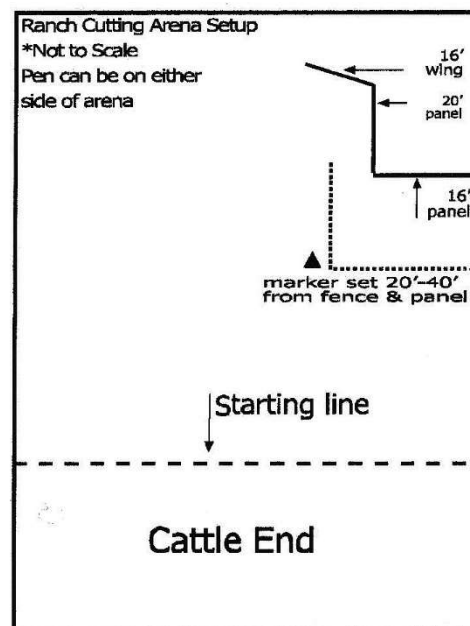 Ranch Cutting Arena Setup
*Not to Scale
Pen can be on either
side of arena
16'
wing
20'
panel
16'
panel
marker set 20'-40'
from fence & panel
Starting line
Cattle End